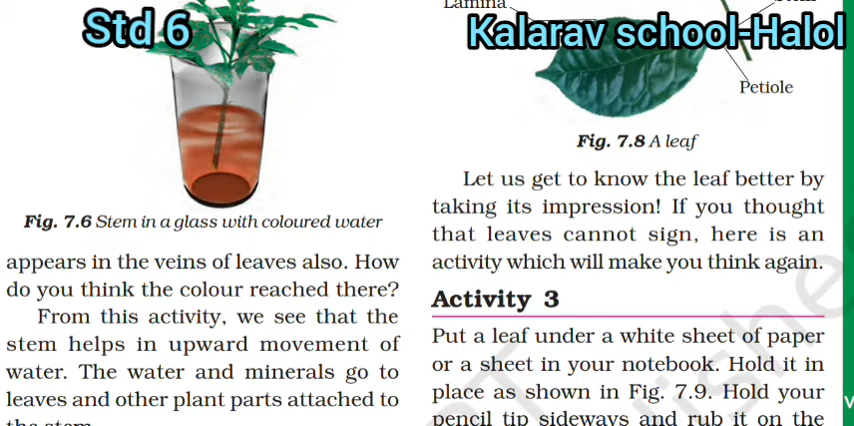 Std 6
Fig. 7.6 Stem in a glass with coloured water
appears in the veins of leaves also. How
do you think the colour reached there?
From this activity, we see that the
stem helps in upward movement of
water. The water and minerals go to
leaves and other plant parts attached to
the stem.
Lamina
Kalarav school-Halol
Petiole
Fig. 7.8 A leaf
Let us get to know the leaf better by
taking its impression! If you thought
that leaves cannot sign, here is an
activity which will make you think again.
Activity 3
Put a leaf under a white sheet of paper
or a sheet in your notebook. Hold it in
place as shown in Fig. 7.9. Hold your
pencil tip sideways and rub it on the